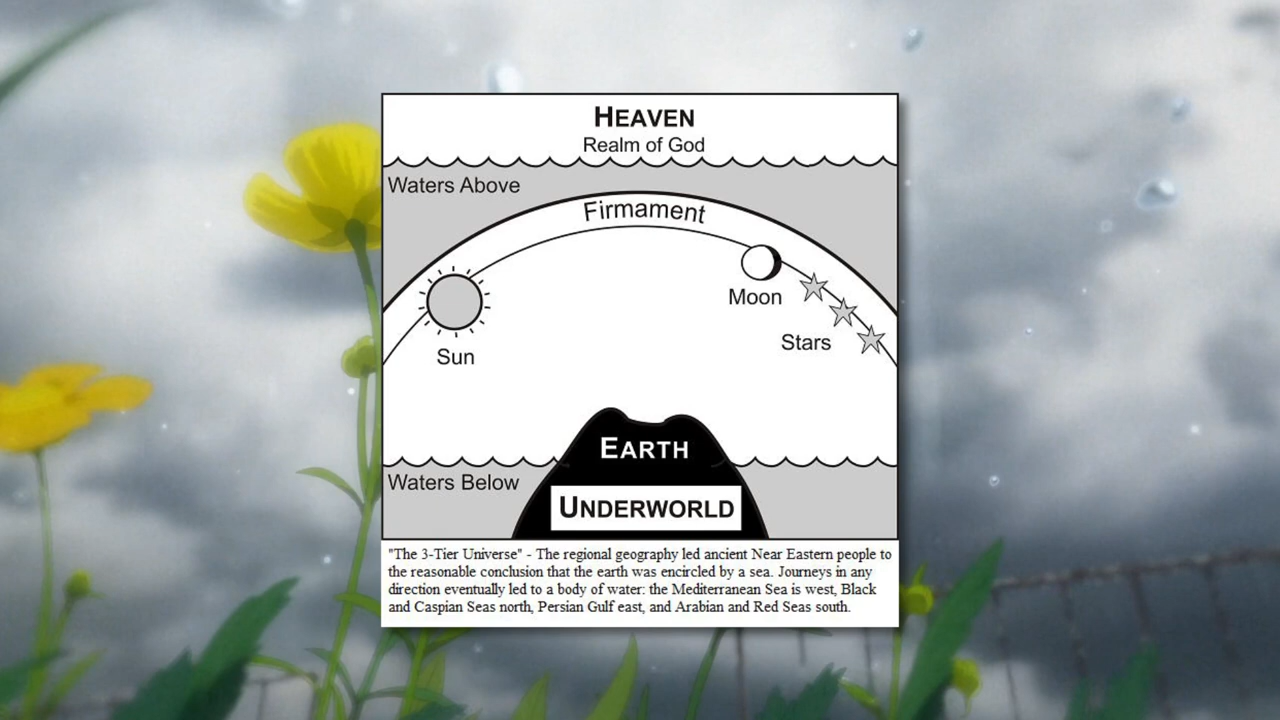 HEAVEN
Realm of God
Waters Above
Firmament
Moon
Stars
Sun
EARTH
Waters Below
UNDERWORLD
"The 3-Tier Universe" - The regional geography led ancient Near Eastern people to
the reasonable conclusion that the earth was encircled by a sea. Journeys in any
direction eventually led to a body of water: the Mediterranean Sea is west, Black
and Caspian Seas north, Persian Gulf east, and Arabian and Red Seas south.